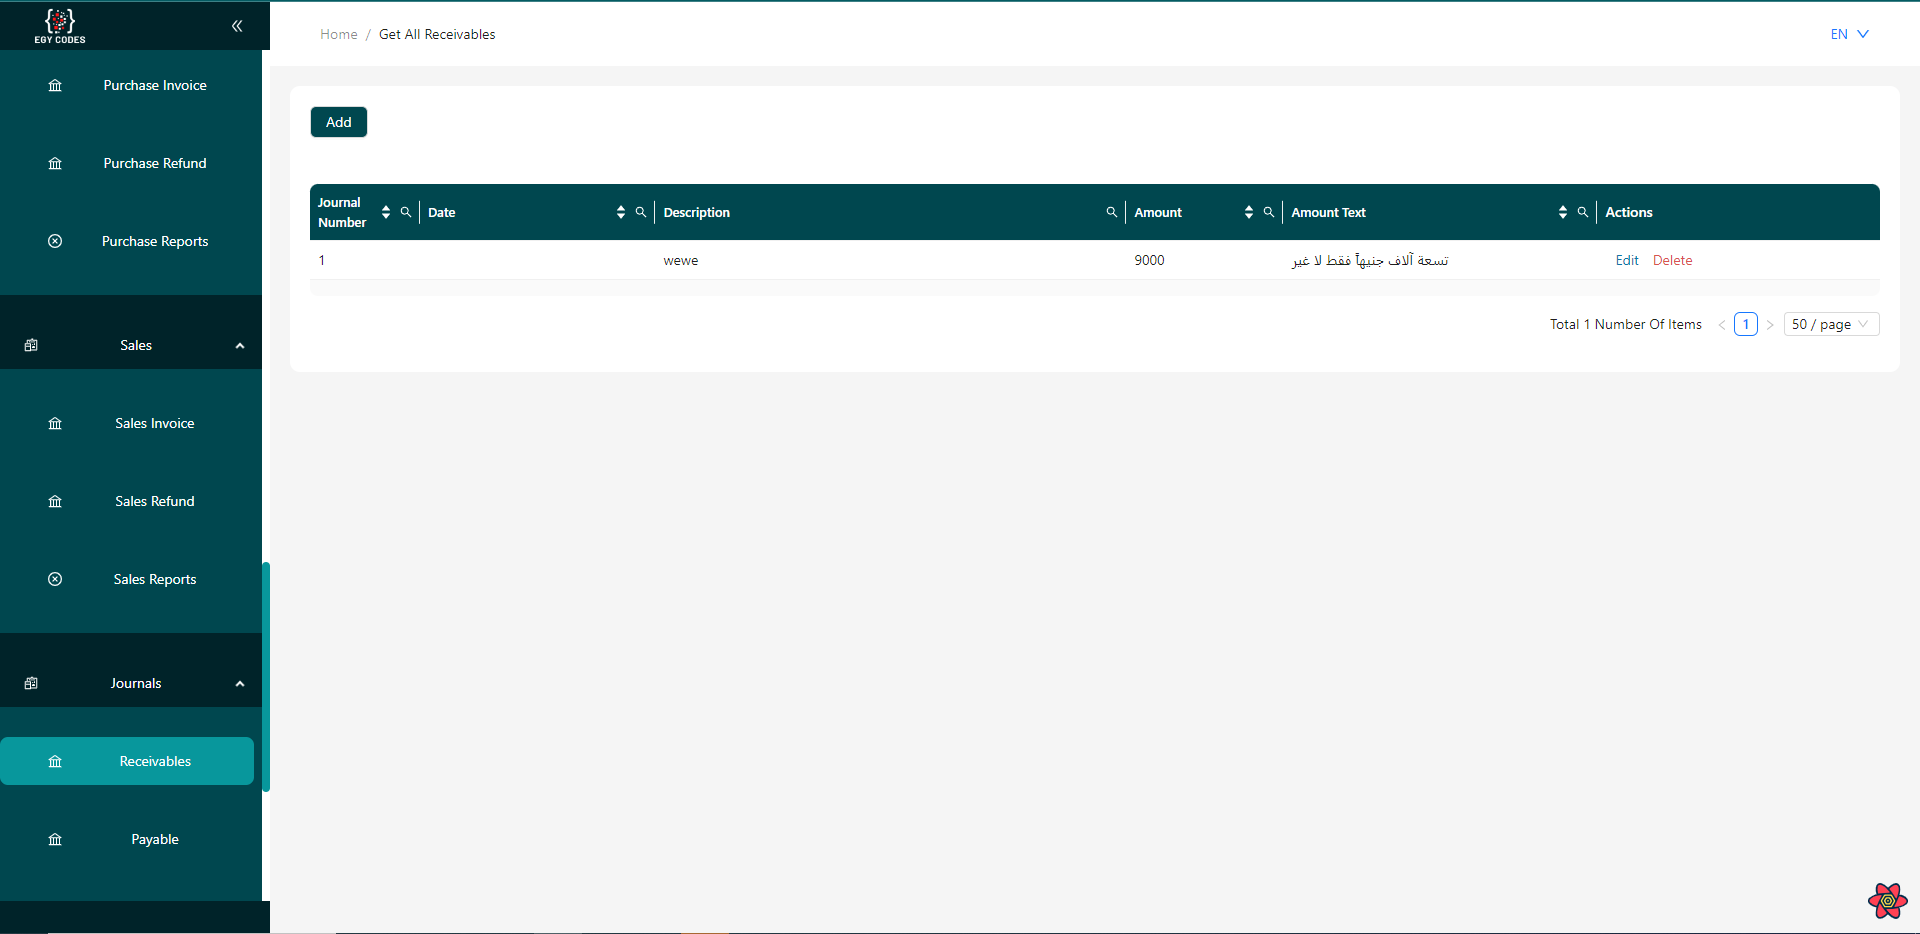 EGY CODES
Purchase Invoice
Purchase Refund
Purchase Reports
Sales
Sales Invoice
Sales Refund
Sales Reports
Journals
Receivables
Payable
Home / Get All Receivables
EN
Add
Journal Number Date Description Amount Amount Text Actions
1 wewe 9000 تسعة آلاف جنيهاً فقط لا غير Edit Delete
Total 1 Number Of Items < 1 > 50 / page